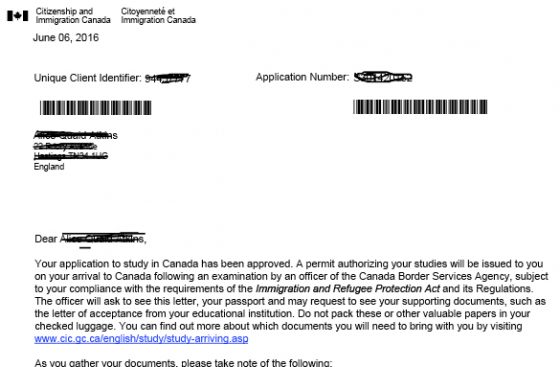 Citizenship and Immigration Canada
Citoyenneté et Immigration Canada
June 06, 2016
Unique Client Identifier:
Application Number:
England
Dear
Your application to study in Canada has been approved. A permit authorizing your studies will be issued to you
on your arrival to Canada following an examination by an officer of the Canada Border Services Agency, subject
to your compliance with the requirements of the Immigration and Refugee Protection Act and its Regulations.
The officer will ask to see this letter, your passport and may request to see your supporting documents, such as
the letter of acceptance from your educational institution. Do not pack these or other valuable papers in your
checked luggage. You can find out more about which documents you will need to bring with you by visiting
www.cic.gc.ca/english/study/study-arriving.asp
As you gather your documents, please take note of the following: